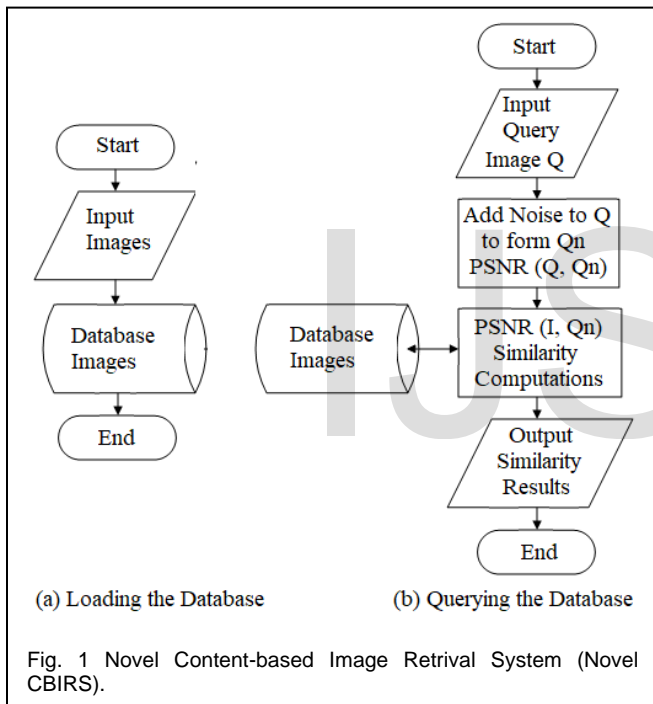 Start
Input
Images
Database
Images
End
(a) Loading the Database
Start
Input
Query
Image Q
Add Noise to Q
to form Qn
PSNR (Q, Qn)
Database
Images
PSNR (I, Qn)
Similarity
Computations
Output
Similarity
Results
End
(b) Querying the Database
IJS
Fig. 1 Novel Content-based Image Retrival System (Novel
CBIRS).